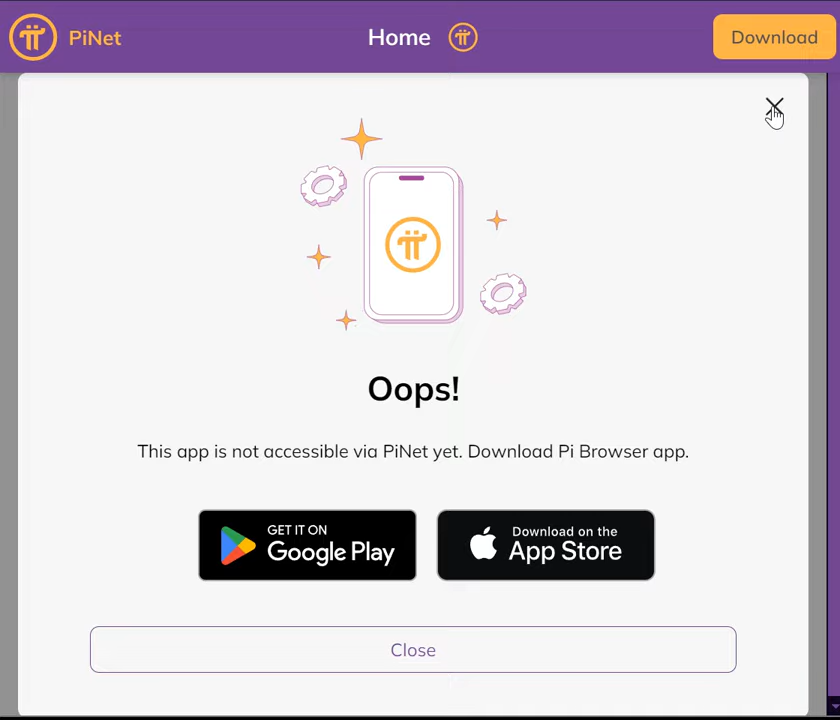 PiNet
Home
Download
Oops!
This app is not accessible via PiNet yet. Download Pi Browser app.
GET IT ON
Google Play
Download on the
App Store
Close